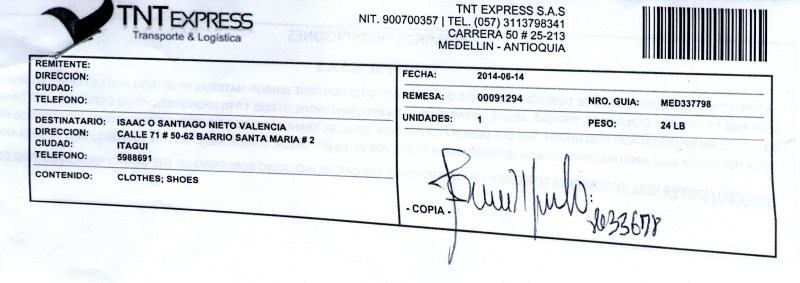 TNT EXPRESS
Transporte & Logística
TNT EXPRESS S.A.S
NIT. 900700357 | TEL. (057) 3113798341
CARRERA 50 # 25-213
MEDELLIN - ANTIOQUIA
REMITENTE:
DIRECCION:
CIUDAD:
TELEFONO:
DESTINATARIO: ISAAC O SANTIAGO NIETO VALENCIA
DIRECCION: CALLE 71 # 50-62 BARRIO SANTA MARIA # 2
CIUDAD: ITAGUI
TELEFONO: 5988691
CONTENIDO: CLOTHES; SHOES
FECHA: 2014-06-14
REMESA: 00091294 NRO. GUIA: MED337798
UNIDADES: 1 PESO: 24 LB
- COPIA -